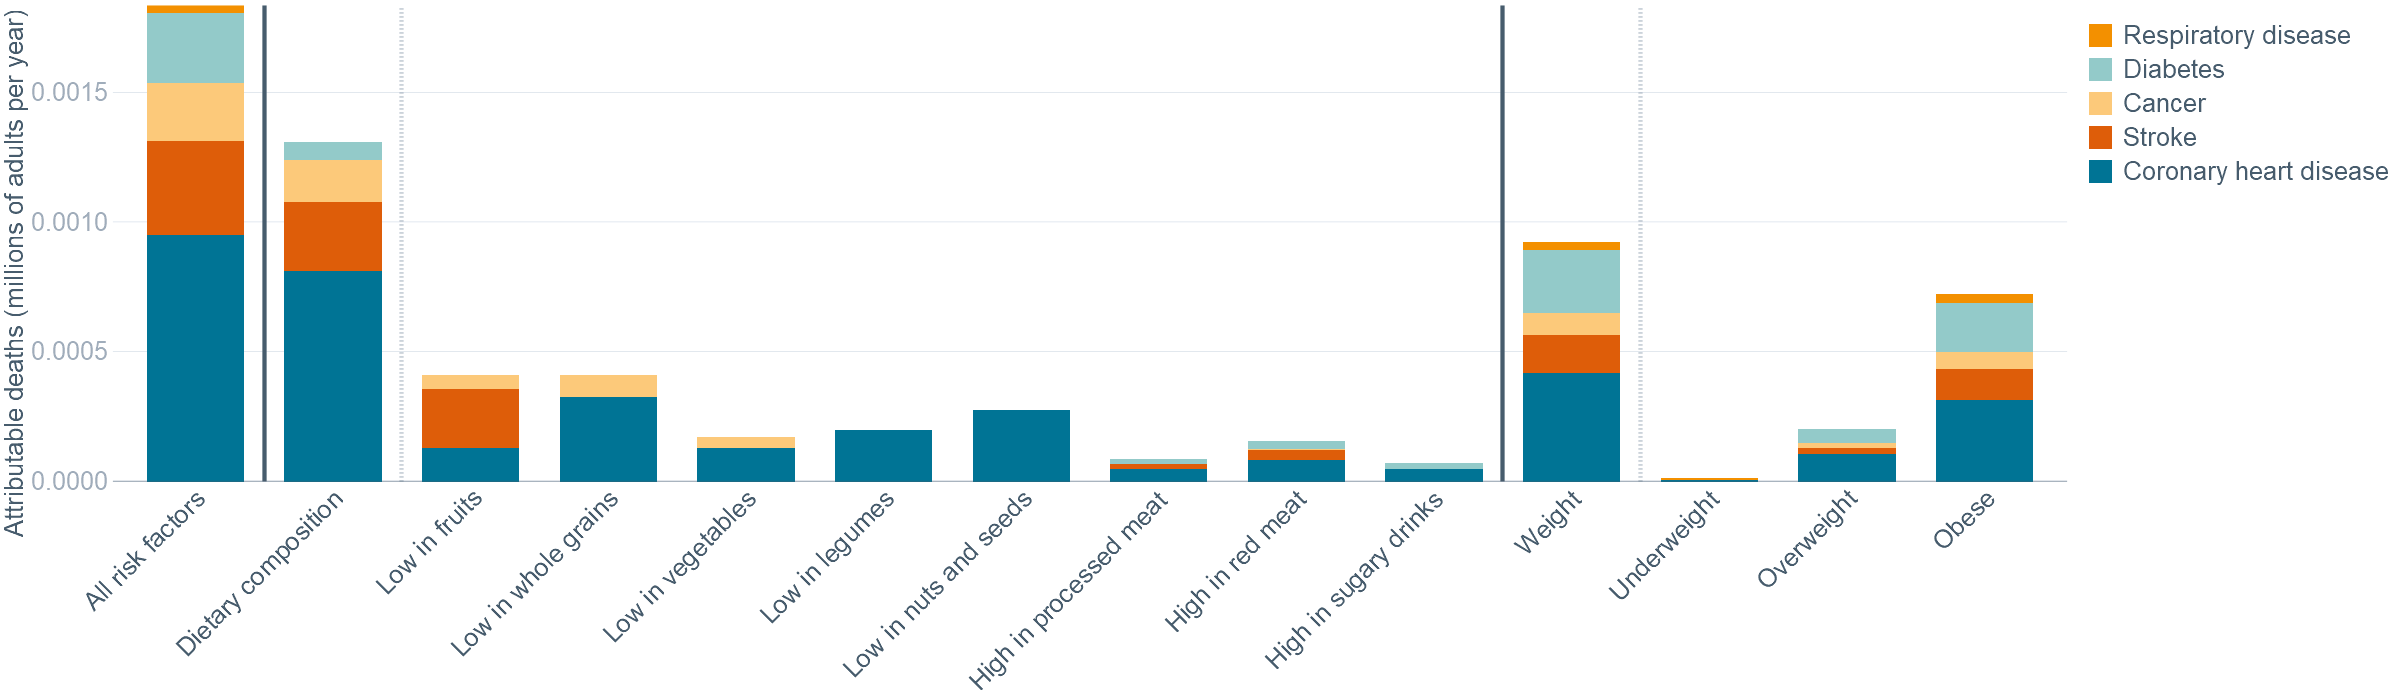 Attributable deaths (millions of adults per year)
0.0015
0.0010
0.0005
0.0000
All risk factors
Dietary composition
Low in fruits
Low in whole grains
Low in vegetables
Low in legumes
Low in nuts and seeds
High in processed meat
High in red meat
High in sugary drinks
Weight
Underweight
Overweight
Obese
Respiratory disease
Diabetes
Cancer
Stroke
Coronary heart disease